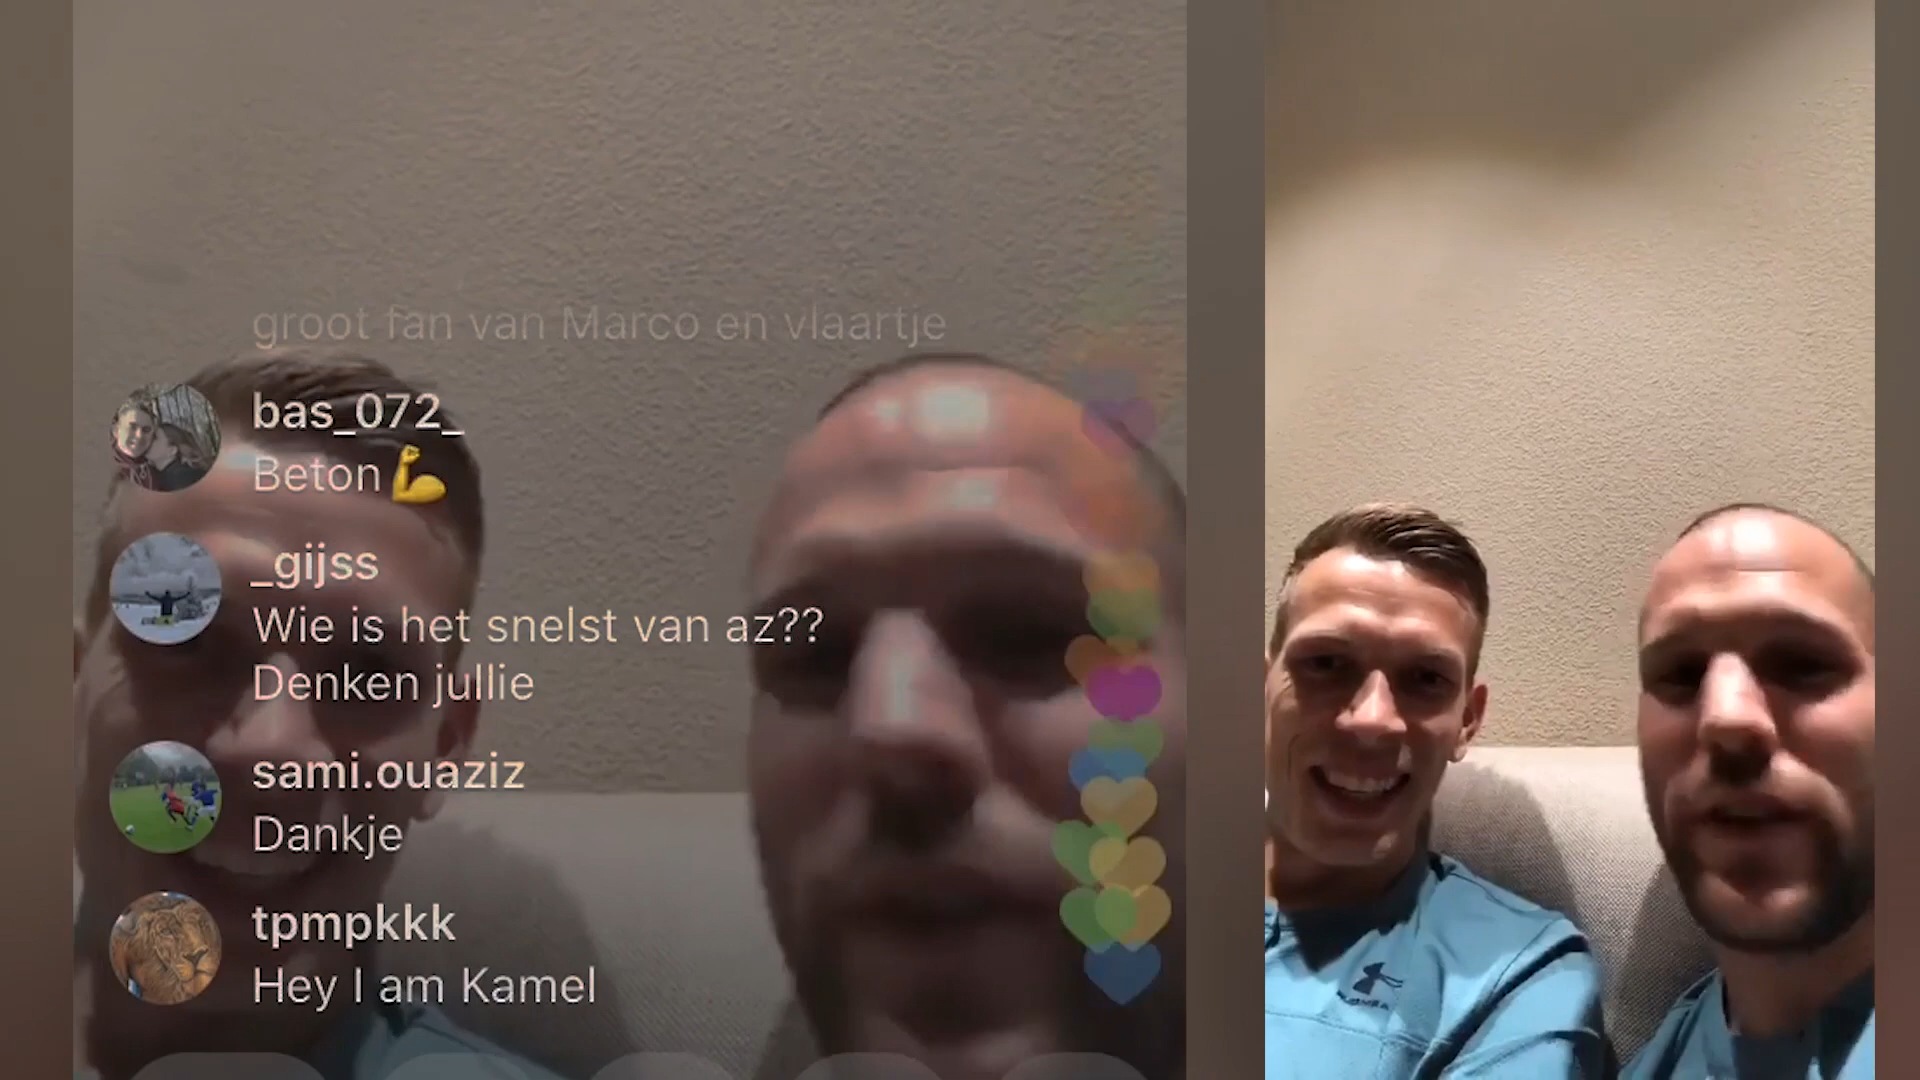 groot fan van Marco en vlaartje
bas_072_
Beton💪
_gijss
Wie is het snelst van az??
Denken jullie
sami.ouaziz
Dankje
tpmpkkk
Hey I am Kamel